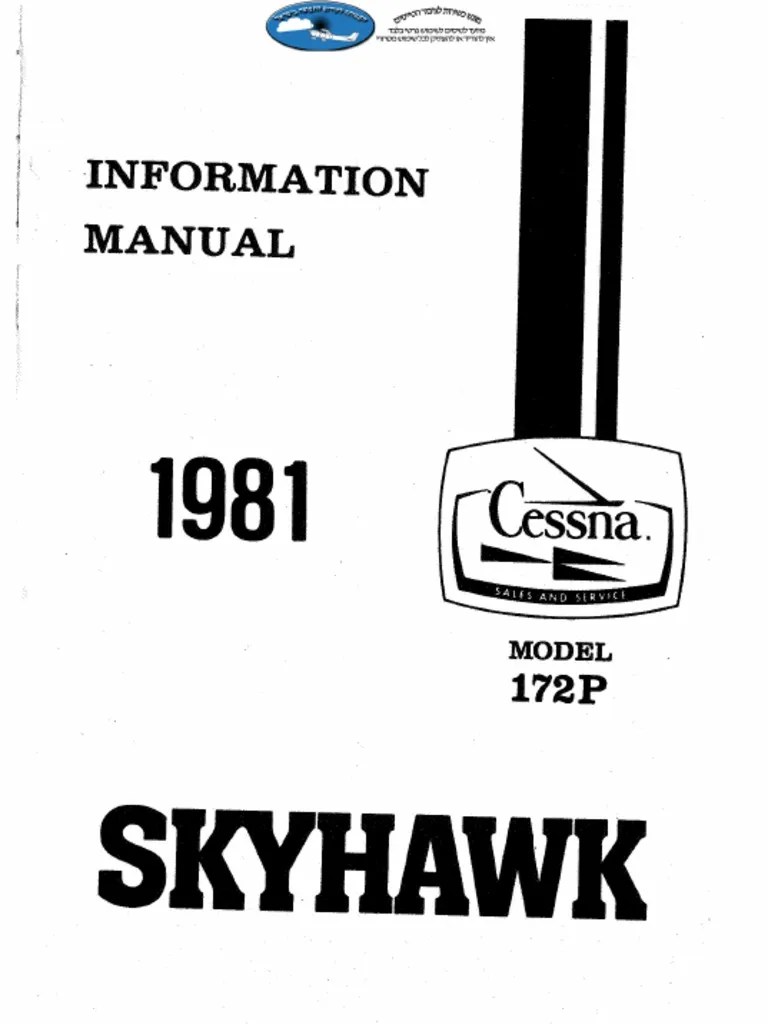 INFORMATION
MANUAL
1981
Cessna.
SALES AND SERVICE
MODEL
172P
SKYHAWK